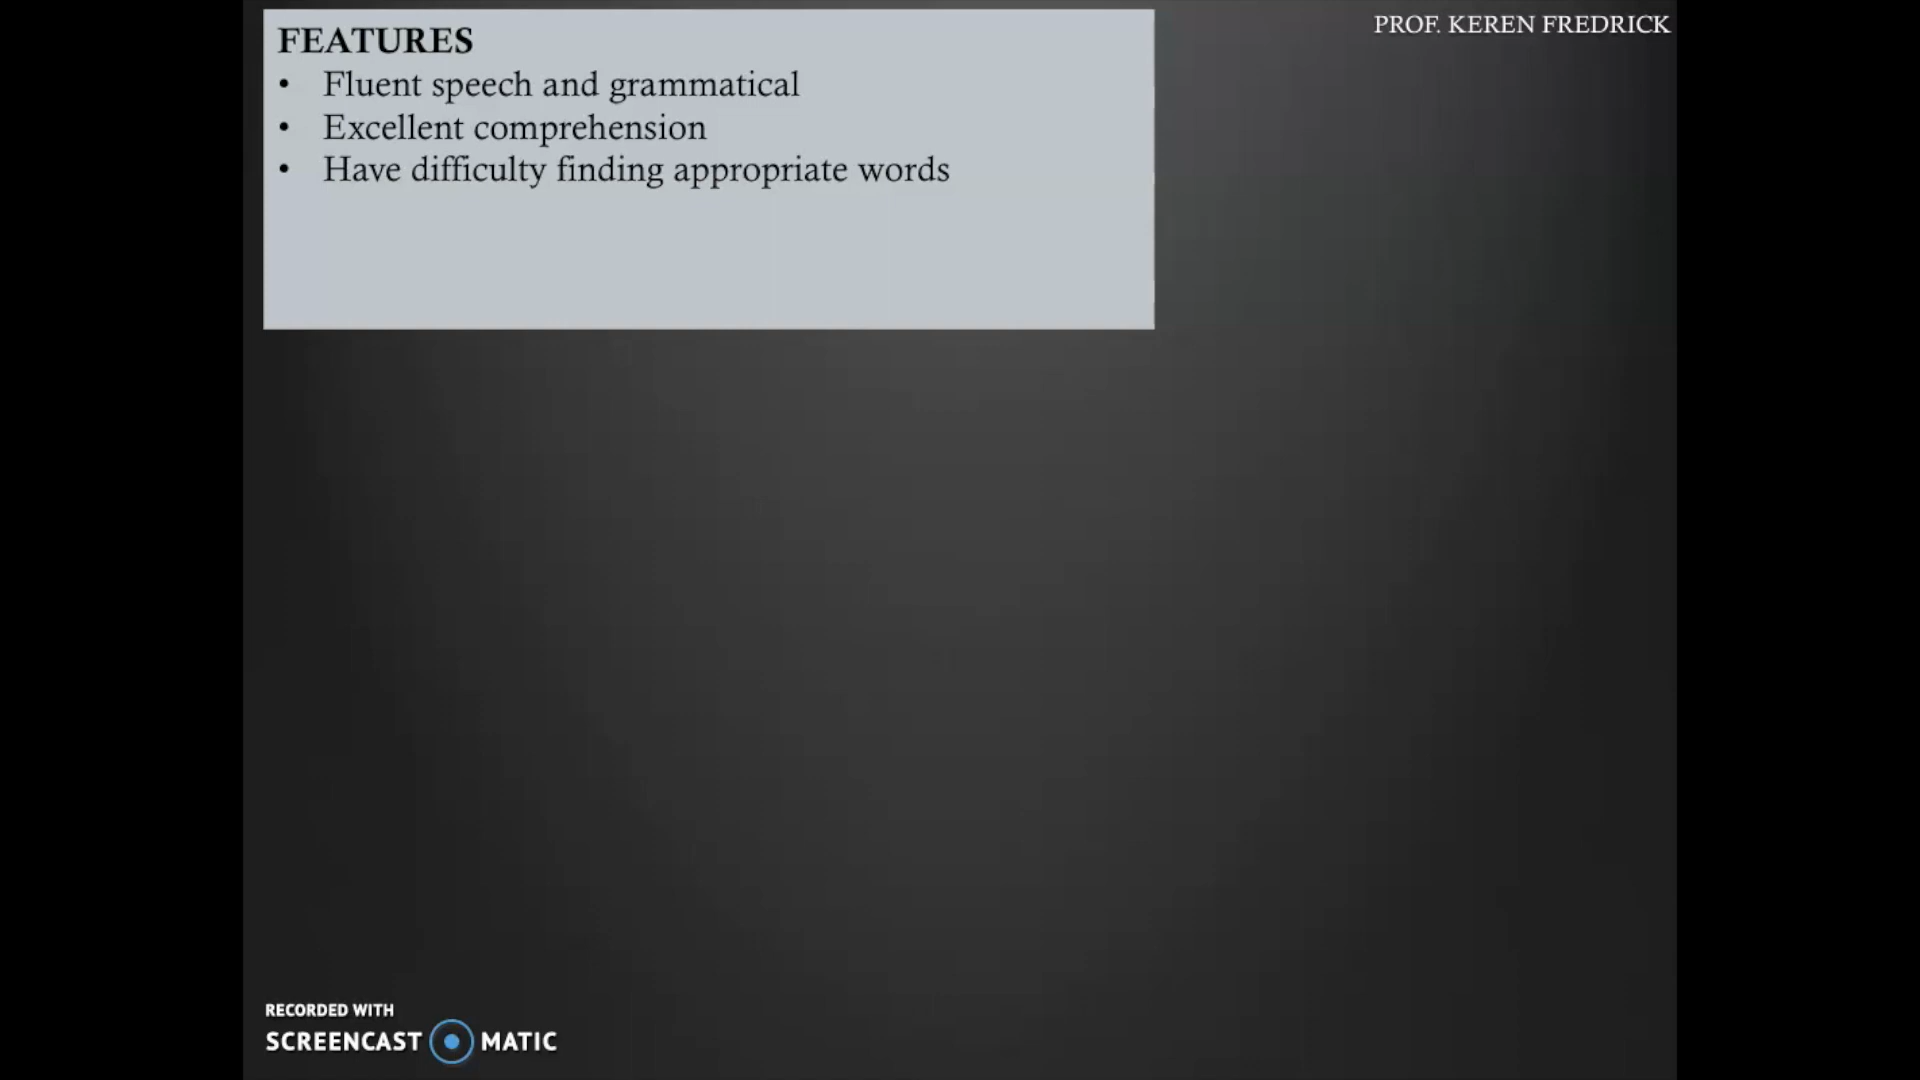 PROF. KEREN FREDRICK
FEATURES
• Fluent speech and grammatical
• Excellent comprehension
• Have difficulty finding appropriate words
RECORDED WITH
SCREENCAST MATIC